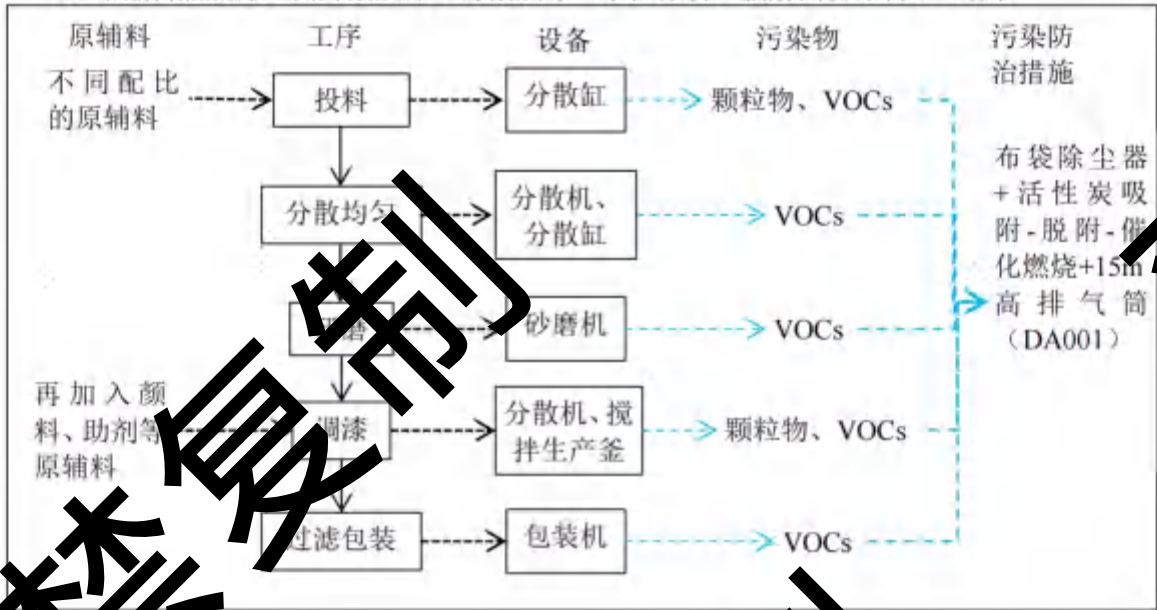 原辅料
工序
设备
污染物
污染防
治措施
不同配比
的原辅料
投料
分散缸
颗粒物、VOCs
分散均匀
分散机、
分散缸
VOCs
磨
砂磨机
VOCs
再加入颜
料、助剂等
原辅料
调漆
分散机、搅
拌生产釜
颗粒物、VOCs
过滤包装
包装机
VOCs
布袋除尘器
+活性炭吸
附-脱附-催
化燃烧+15m
高排气筒
(DA001)
禁复制